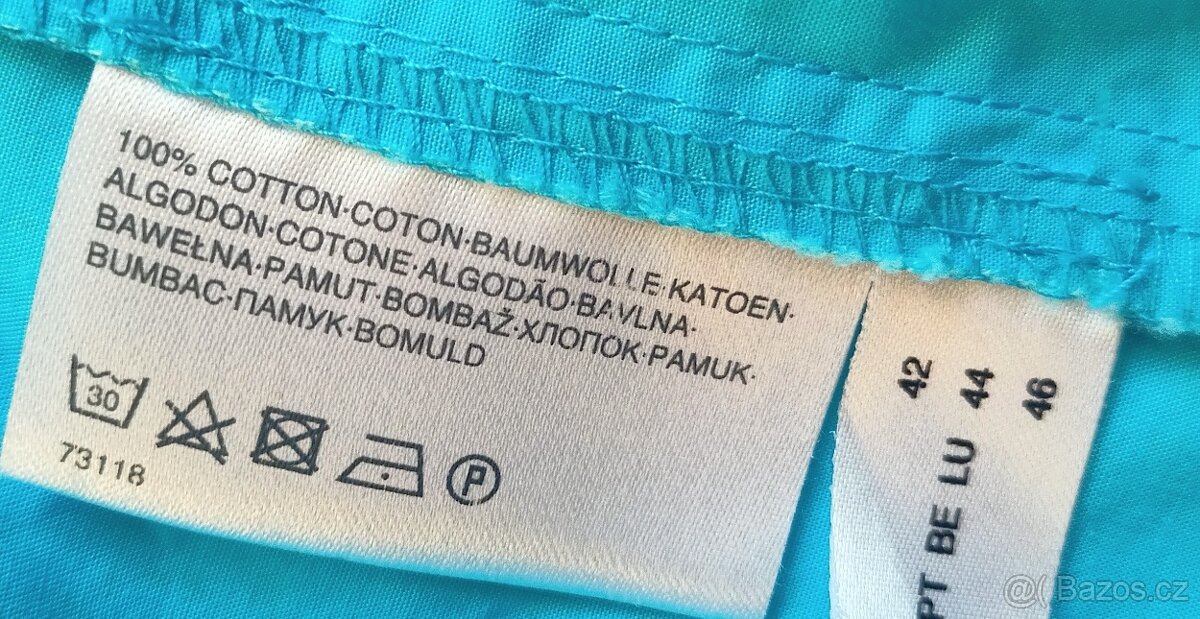 100% COTTON·COTON·BAUMWOLLE·KATOEN·
ALGODON·COTONE·ALGODÃO·BAVLNA·
BAWEŁNA·PAMUT·BOMBAŽ·ХЛОПОК·PAMUK·
BUMBAC·ПАМУК·BOMULD
30
P
73118
42
44
46
PT BE LU
@( Bazos.cz